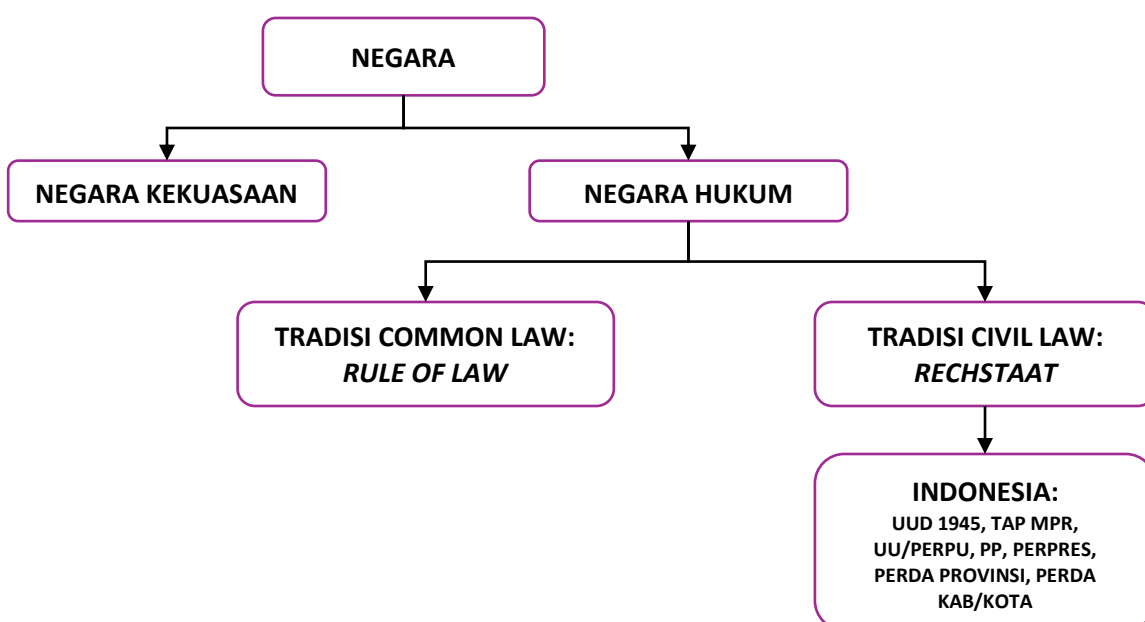 NEGARA
NEGARA KEKUASAAN
NEGARA HUKUM
TRADISI COMMON LAW:
RULE OF LAW
TRADISI CIVIL LAW:
RECHSTAAT
INDONESIA:
UUD 1945, TAP MPR,
UU/PERPU, PP, PERPRES,
PERDA PROVINSI, PERDA
KAB/KOTA